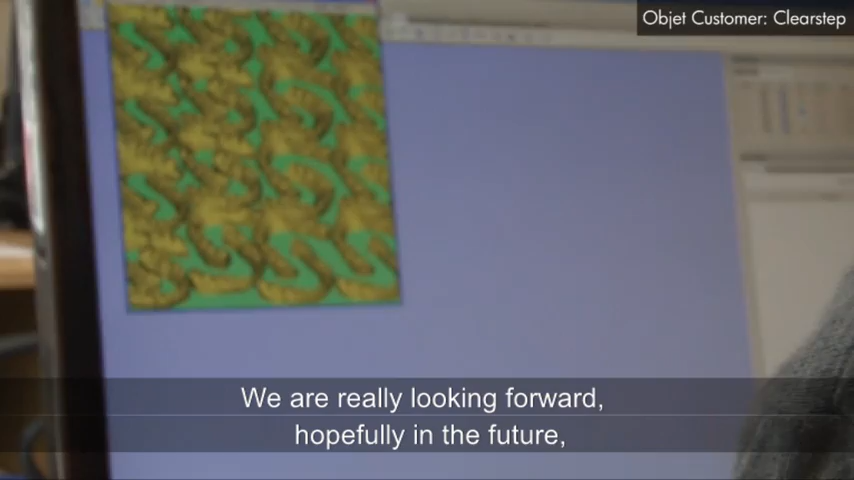 Objet Customer: Clearstep
We are really looking forward,
hopefully in the future,